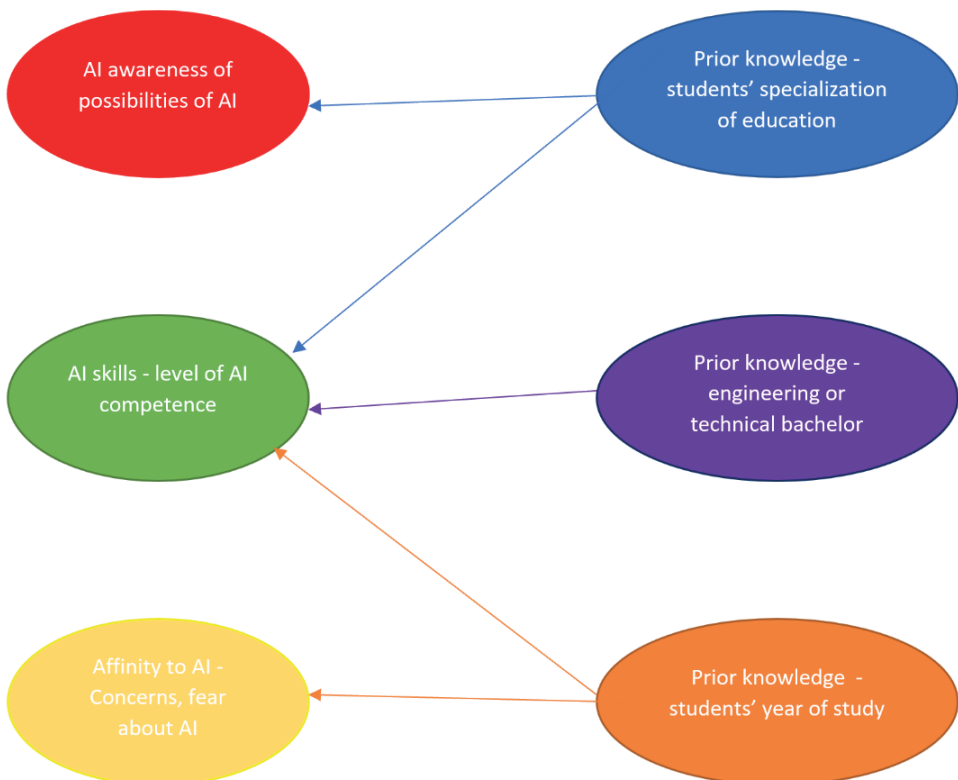 AI awareness of
possibilities of AI
Prior knowledge -
students’ specialization
of education
AI skills - level of AI
competence
Prior knowledge -
engineering or
technical bachelor
Affinity to AI -
Concerns, fear
about AI
Prior knowledge -
students’ year of study